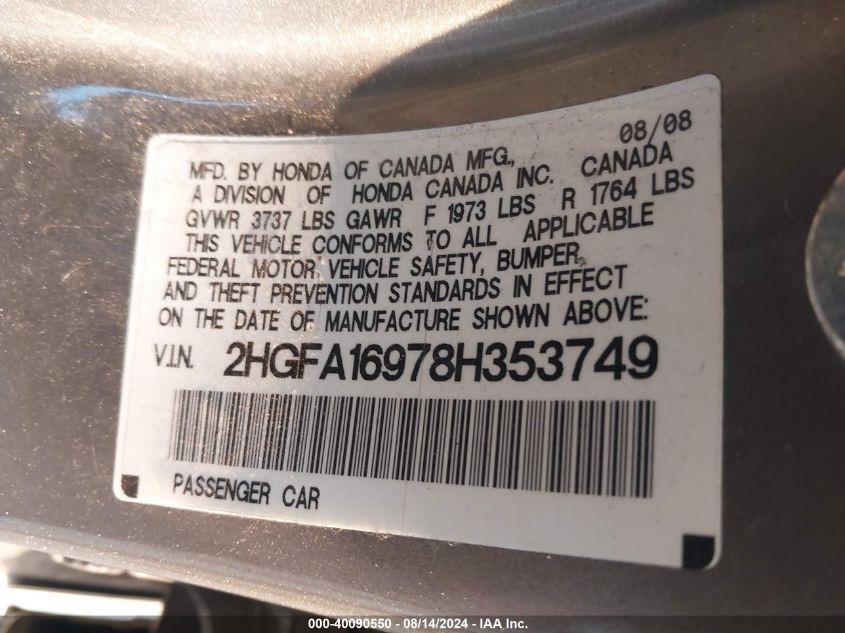 08/08
MFD. BY HONDA OF CANADA MFG.,
A DIVISION OF HONDA CANADA INC. CANADA
GVWR 3737 LBS GAWR F 1973 LBS R 1764 LBS
THIS VEHICLE CONFORMS TO ALL APPLICABLE
FEDERAL MOTOR VEHICLE SAFETY, BUMPER,
AND THEFT PREVENTION STANDARDS IN EFFECT
ON THE DATE OF MANUFACTURE SHOWN ABOVE:
V.I.N. 2HGFA16978H353749
PASSENGER CAR
000-40090550 - 08/14/2024 - IAA Inc.